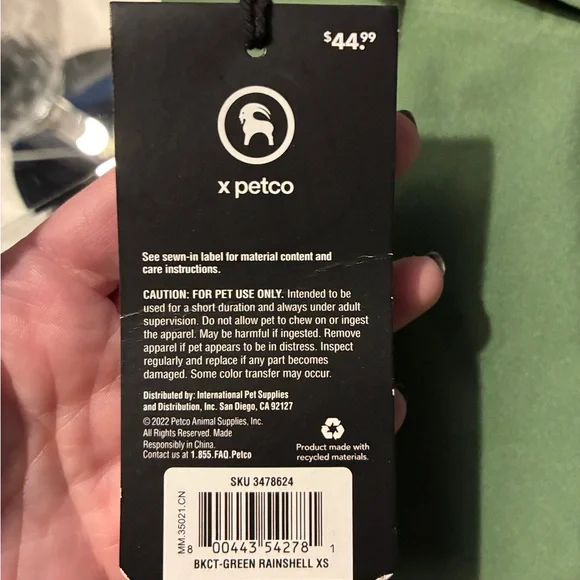 $44.99
x petco
See sewn-in label for material content and
care instructions.
CAUTION: FOR PET USE ONLY. Intended to be
used for a short duration and always under adult
supervision. Do not allow pet to chew on or ingest
the apparel. May be harmful if ingested. Remove
apparel if pet appears to be in distress. Inspect
regularly and replace if any part becomes
damaged. Some color transfer may occur.
Distributed by: International Pet Supplies
and Distribution, Inc. San Diego, CA 92127
©2022 Petco Animal Supplies, Inc.
All Rights Reserved. Made
Responsibly in China.
Contact us at 1.855.FAQ.Petco
Product made with
recycled materials.
SKU 3478624
MM.35021.CN
8 00443 54278 1
BKCT-GREEN RAINSHELL XS